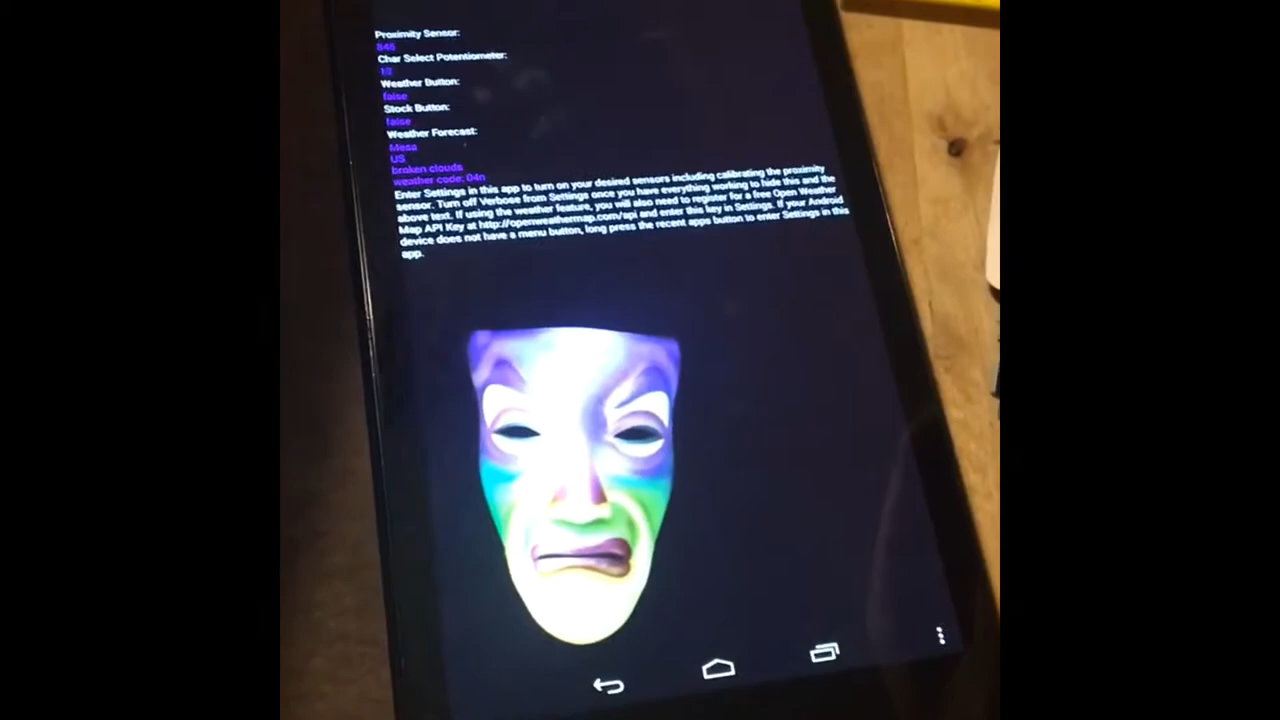 Proximity Sensor:
846
Char Select Potentiometer:
Weather Button:
false
Stock Button:
false
Weather Forecast:
Mesa
US
broken clouds
weather code: 04n
Enter Settings in this app to turn on your desired sensors including calibrating the proximity
sensor. Turn off Verbose from Settings once you have everything working to hide this and the
above text. If using the weather feature, you will also need to register for a free Open Weather
Map API Key at http://openweathermap.com/api and enter this key in Settings. If your Android
device does not have a menu button, long press the recent apps button to enter Settings in this
app.